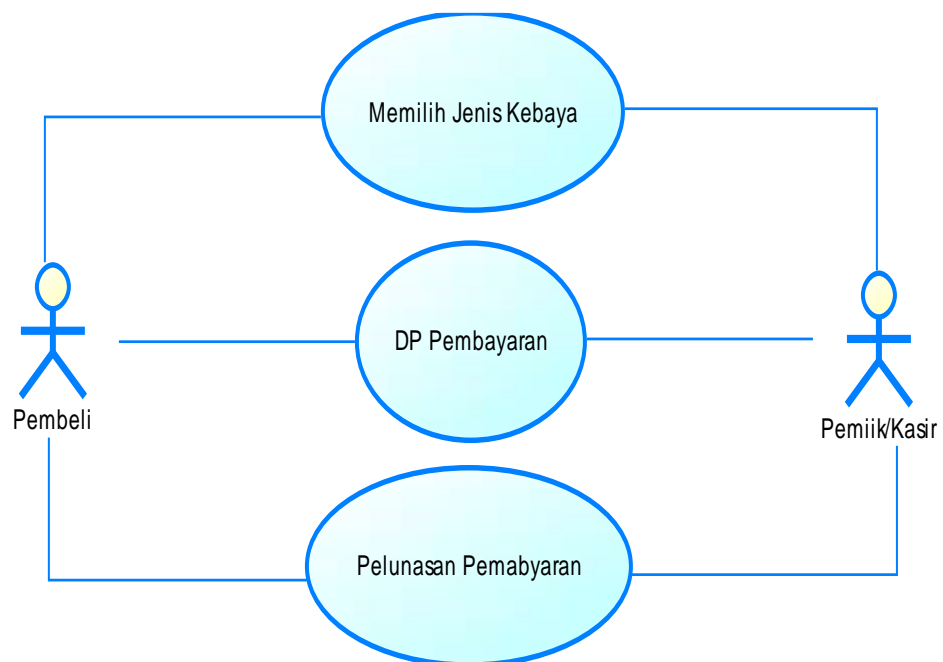 Memilih Jenis Kebaya
DP Pembayaran
Pembeli
Pemiik/Kasir
Pelunasan Pemabyaran